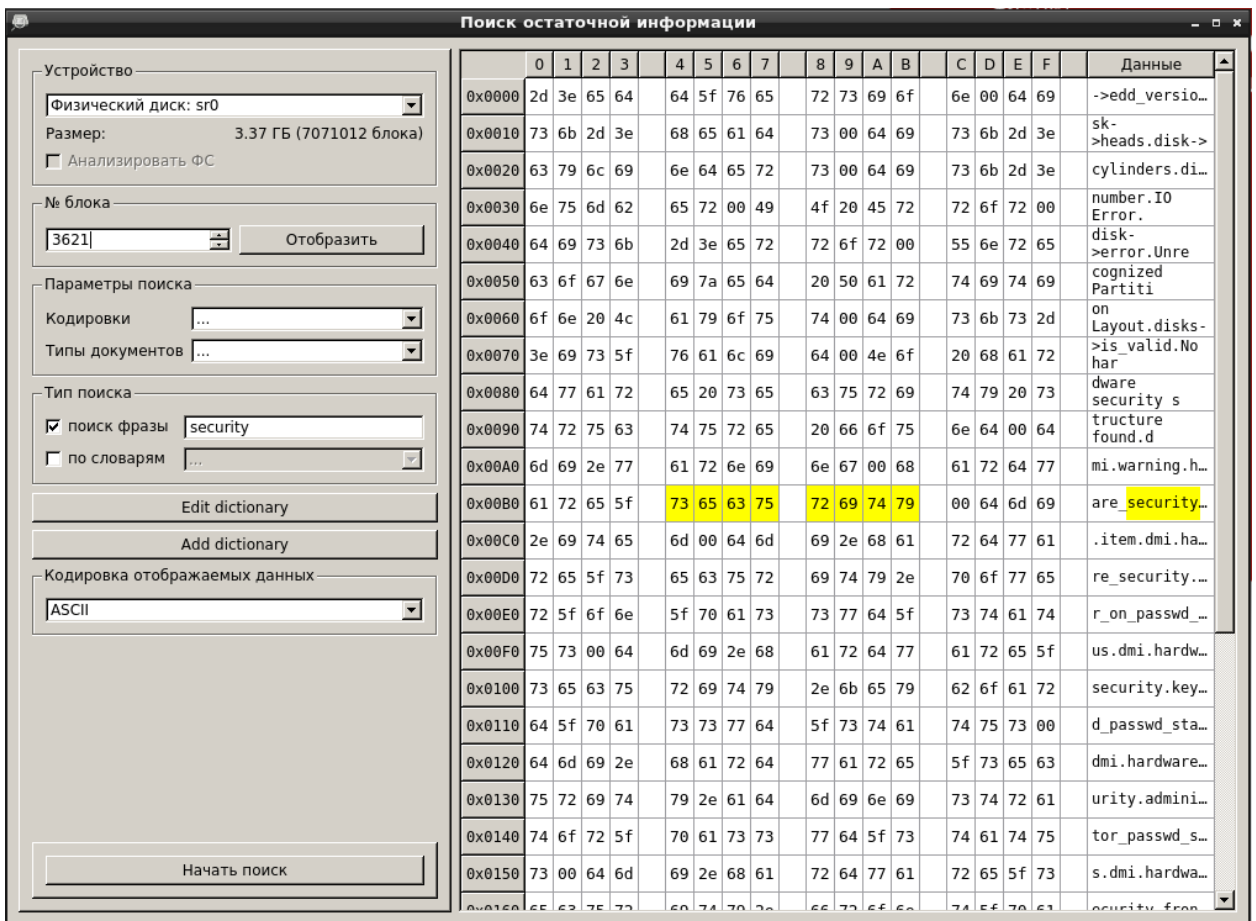 Поиск остаточной информации
Устройство
Физический диск: sr0
Размер: 3.37 ГБ (7071012 блока)
Анализировать ФС
№ блока
3621 Отобразить
Параметры поиска
Кодировки ...
Типы документов ...
Тип поиска
поиск фразы security
по словарям ...
Edit dictionary
Add dictionary
Кодировка отображаемых данных
ASCII
Начать поиск
0 1 2 3 4 5 6 7 8 9 A B C D E F Данные
0x0000 2d 3e 65 64 64 5f 76 65 72 73 69 6f 6e 00 64 69 ->edd_versio…
0x0010 73 6b 2d 3e 68 65 61 64 73 00 64 69 73 6b 2d 3e sk-
>heads.disk->
0x0020 63 79 6c 69 6e 64 65 72 73 00 64 69 73 6b 2d 3e cylinders.di…
0x0030 6e 75 6d 62 65 72 00 49 4f 20 45 72 72 6f 72 00 number.IO
Error.
0x0040 64 69 73 6b 2d 3e 65 72 72 6f 72 00 55 6e 72 65 disk-
>error.Unre
0x0050 63 6f 67 6e 69 7a 65 64 20 50 61 72 74 69 74 69 cognized
Partiti
0x0060 6f 6e 20 4c 61 79 6f 75 74 00 64 69 73 6b 73 2d on
Layout.disks-
0x0070 3e 69 73 5f 76 61 6c 69 64 00 4e 6f 20 68 61 72 >is_valid.No
har
0x0080 64 77 61 72 65 20 73 65 63 75 72 69 74 79 20 73 dware
security s
0x0090 74 72 75 63 74 75 72 65 20 66 6f 75 6e 64 00 64 tructure
found.d
0x00A0 6d 69 2e 77 61 72 6e 69 6e 67 00 68 61 72 64 77 mi.warning.h…
0x00B0 61 72 65 5f 73 65 63 75 72 69 74 79 00 64 6d 69 are_security…
0x00C0 2e 69 74 65 6d 00 64 6d 69 2e 68 61 72 64 77 61 .item.dmi.ha…
0x00D0 72 65 5f 73 65 63 75 72 69 74 79 2e 70 6f 77 65 re_security.…
0x00E0 72 5f 6f 6e 5f 70 61 73 73 77 64 5f 73 74 61 74 r_on_passwd_…
0x00F0 75 73 00 64 6d 69 2e 68 61 72 64 77 61 72 65 5f us.dmi.hardw…
0x0100 73 65 63 75 72 69 74 79 2e 6b 65 79 62 6f 61 72 security.key…
0x0110 64 5f 70 61 73 73 77 64 5f 73 74 61 74 75 73 00 d_passwd_sta…
0x0120 64 6d 69 2e 68 61 72 64 77 61 72 65 5f 73 65 63 dmi.hardware…
0x0130 75 72 69 74 79 2e 61 64 6d 69 6e 69 73 74 72 61 urity.admini…
0x0140 74 6f 72 5f 70 61 73 73 77 64 5f 73 74 61 74 75 tor_passwd_s…
0x0150 73 00 64 6d 69 2e 68 61 72 64 77 61 72 65 5f 73 s.dmi.hardwa…